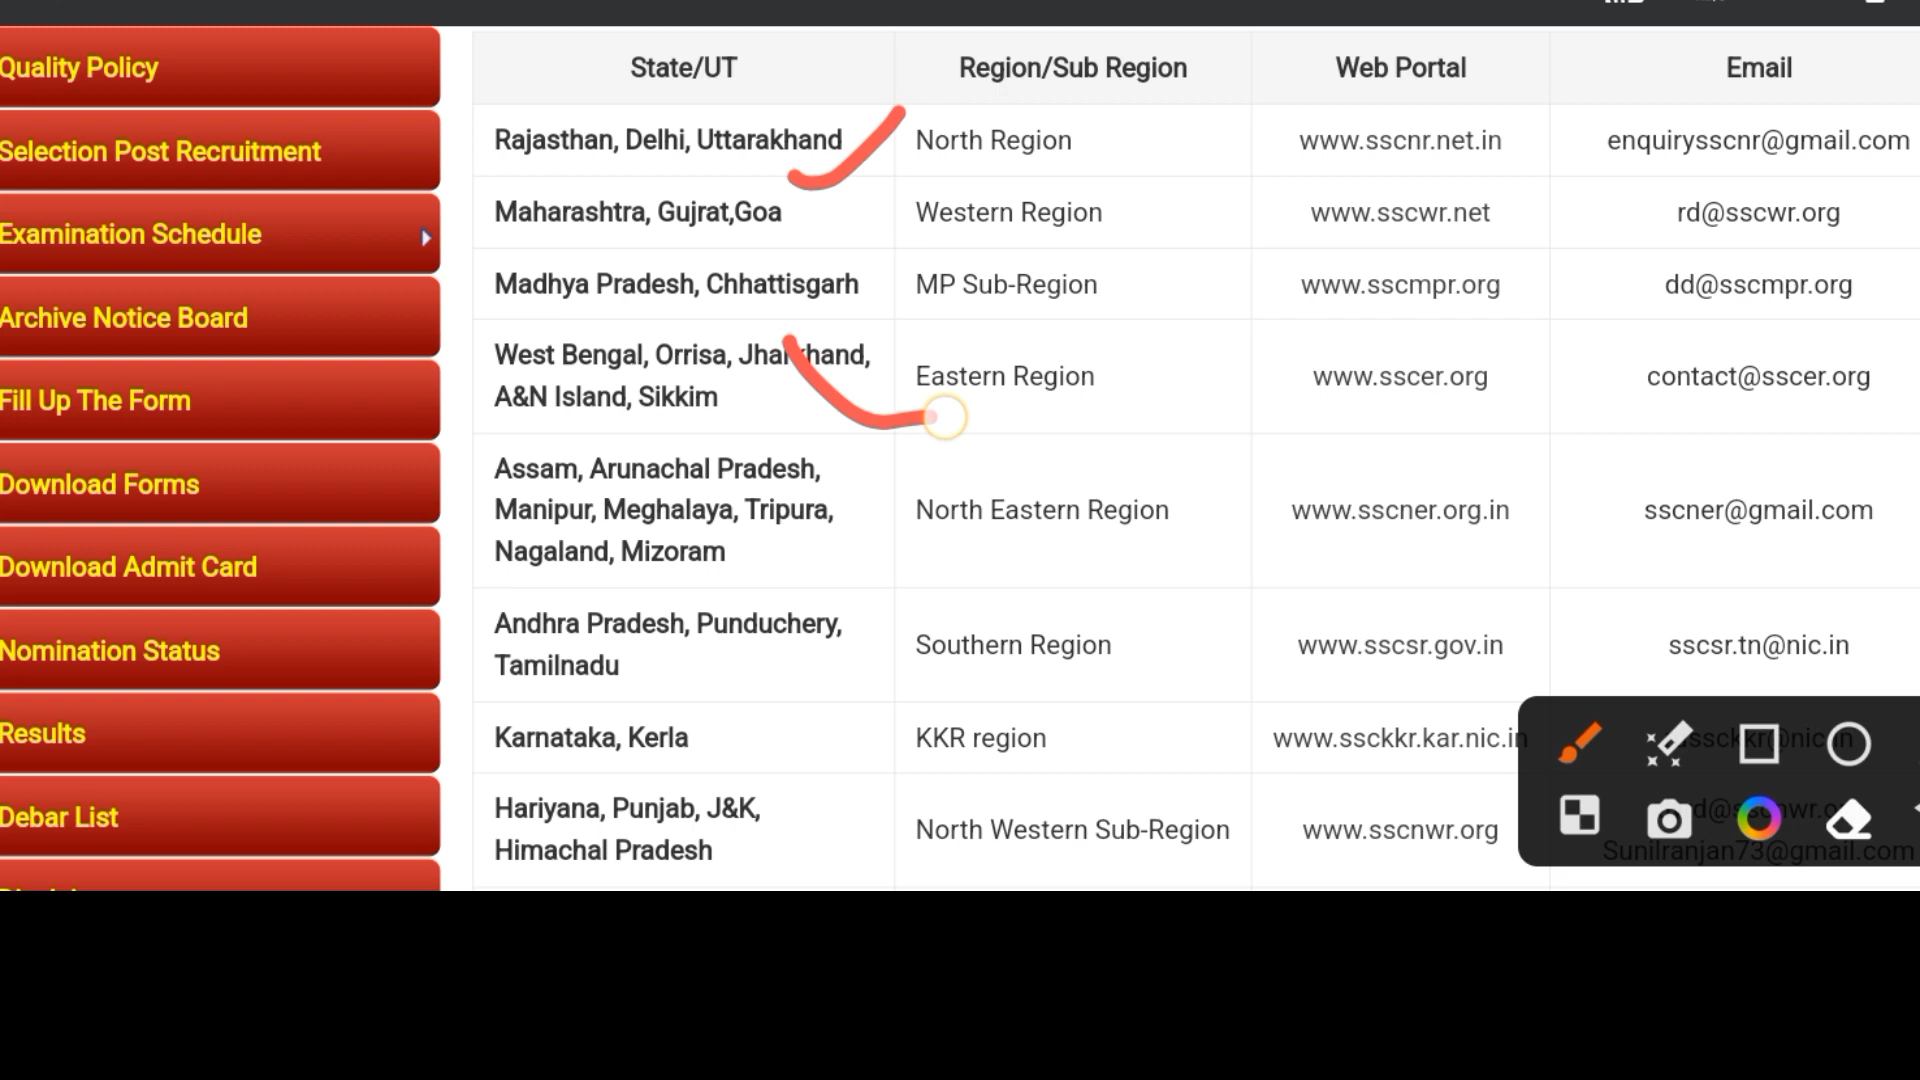 Quality Policy
Selection Post Recruitment
Examination Schedule
Archive Notice Board
Fill Up The Form
Download Forms
Download Admit Card
Nomination Status
Results
Debar List
State/UT Region/Sub Region Web Portal Email
Rajasthan, Delhi, Uttarakhand North Region www.sscnr.net.in enquirysscnr@gmail.com
Maharashtra, Gujrat,Goa Western Region www.sscwr.net rd@sscwr.org
Madhya Pradesh, Chhattisgarh MP Sub-Region www.sscmpr.org dd@sscmpr.org
West Bengal, Orrisa, Jharkhand,
A&N Island, Sikkim Eastern Region www.sscer.org contact@sscer.org
Assam, Arunachal Pradesh,
Manipur, Meghalaya, Tripura,
Nagaland, Mizoram North Eastern Region www.sscner.org.in sscner@gmail.com
Andhra Pradesh, Punduchery,
Tamilnadu Southern Region www.sscsr.gov.in sscsr.tn@nic.in
Karnataka, Kerla KKR region www.ssckkr.kar.nic.in
Hariyana, Punjab, J&K,
Himachal Pradesh North Western Sub-Region www.sscnwr.org
Sunilranjan73@gmail.com